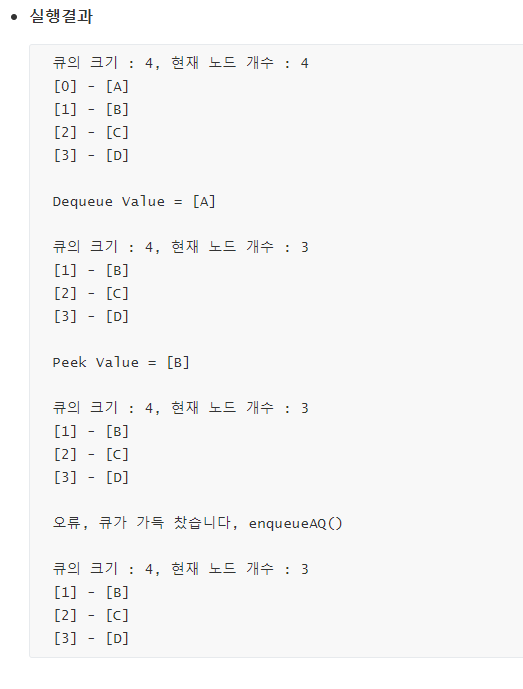 실행결과
큐의 크기 : 4, 현재 노드 개수 : 4
[0] - [A]
[1] - [B]
[2] - [C]
[3] - [D]
Dequeue Value = [A]
큐의 크기 : 4, 현재 노드 개수 : 3
[1] - [B]
[2] - [C]
[3] - [D]
Peek Value = [B]
큐의 크기 : 4, 현재 노드 개수 : 3
[1] - [B]
[2] - [C]
[3] - [D]
오류, 큐가 가득 찼습니다, enqueueAQ()
큐의 크기 : 4, 현재 노드 개수 : 3
[1] - [B]
[2] - [C]
[3] - [D]